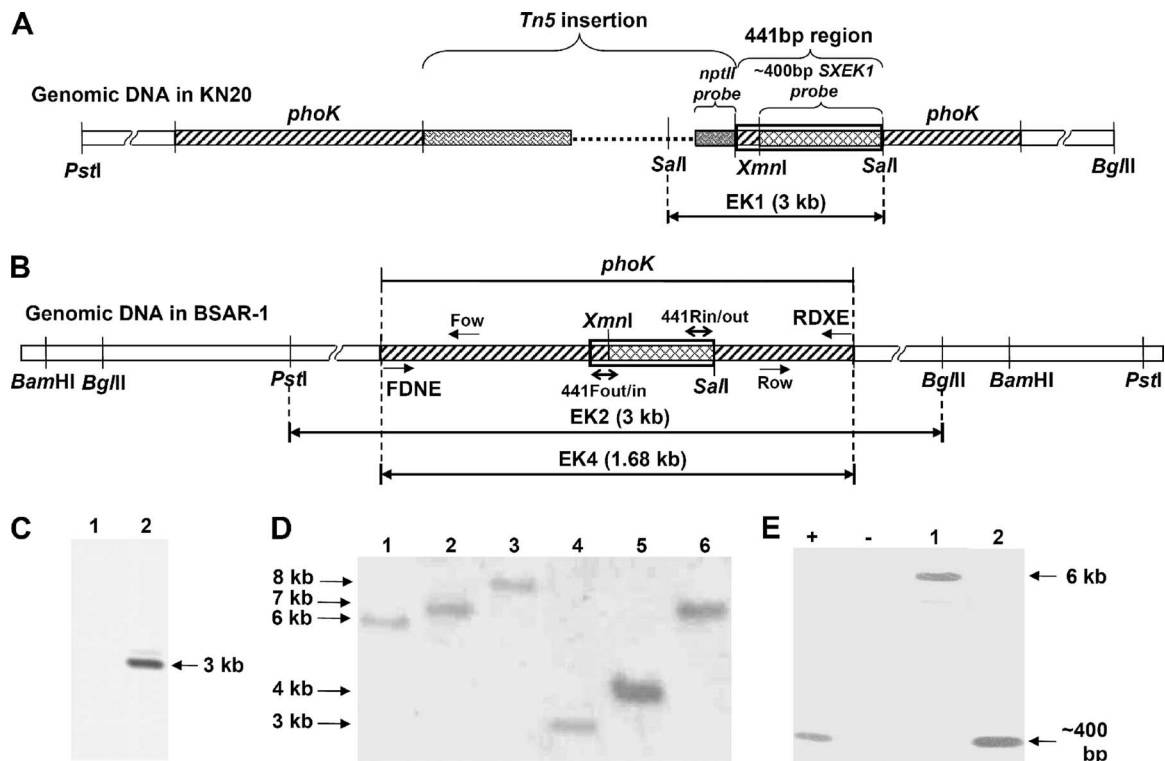 A
Tn5 insertion
441bp region
nptII probe
~400bp SXEK1 probe
Genomic DNA in KN20
phoK
phoK
PstI
SalI
XmnI
SalI
BglII
EK1 (3 kb)
B
phoK
Genomic DNA in BSAR-1
Fow
XmnI
441Rin/out
RDXE
BamHI
BglII
PstI
FDNE
441Fout/in
SalI
Row
BglII
BamHI
PstI
EK2 (3 kb)
EK4 (1.68 kb)
C
1 2
3 kb
D
1 2 3 4 5 6
8 kb
7 kb
6 kb
4 kb
3 kb
E
+ - 1 2
6 kb
~400
bp